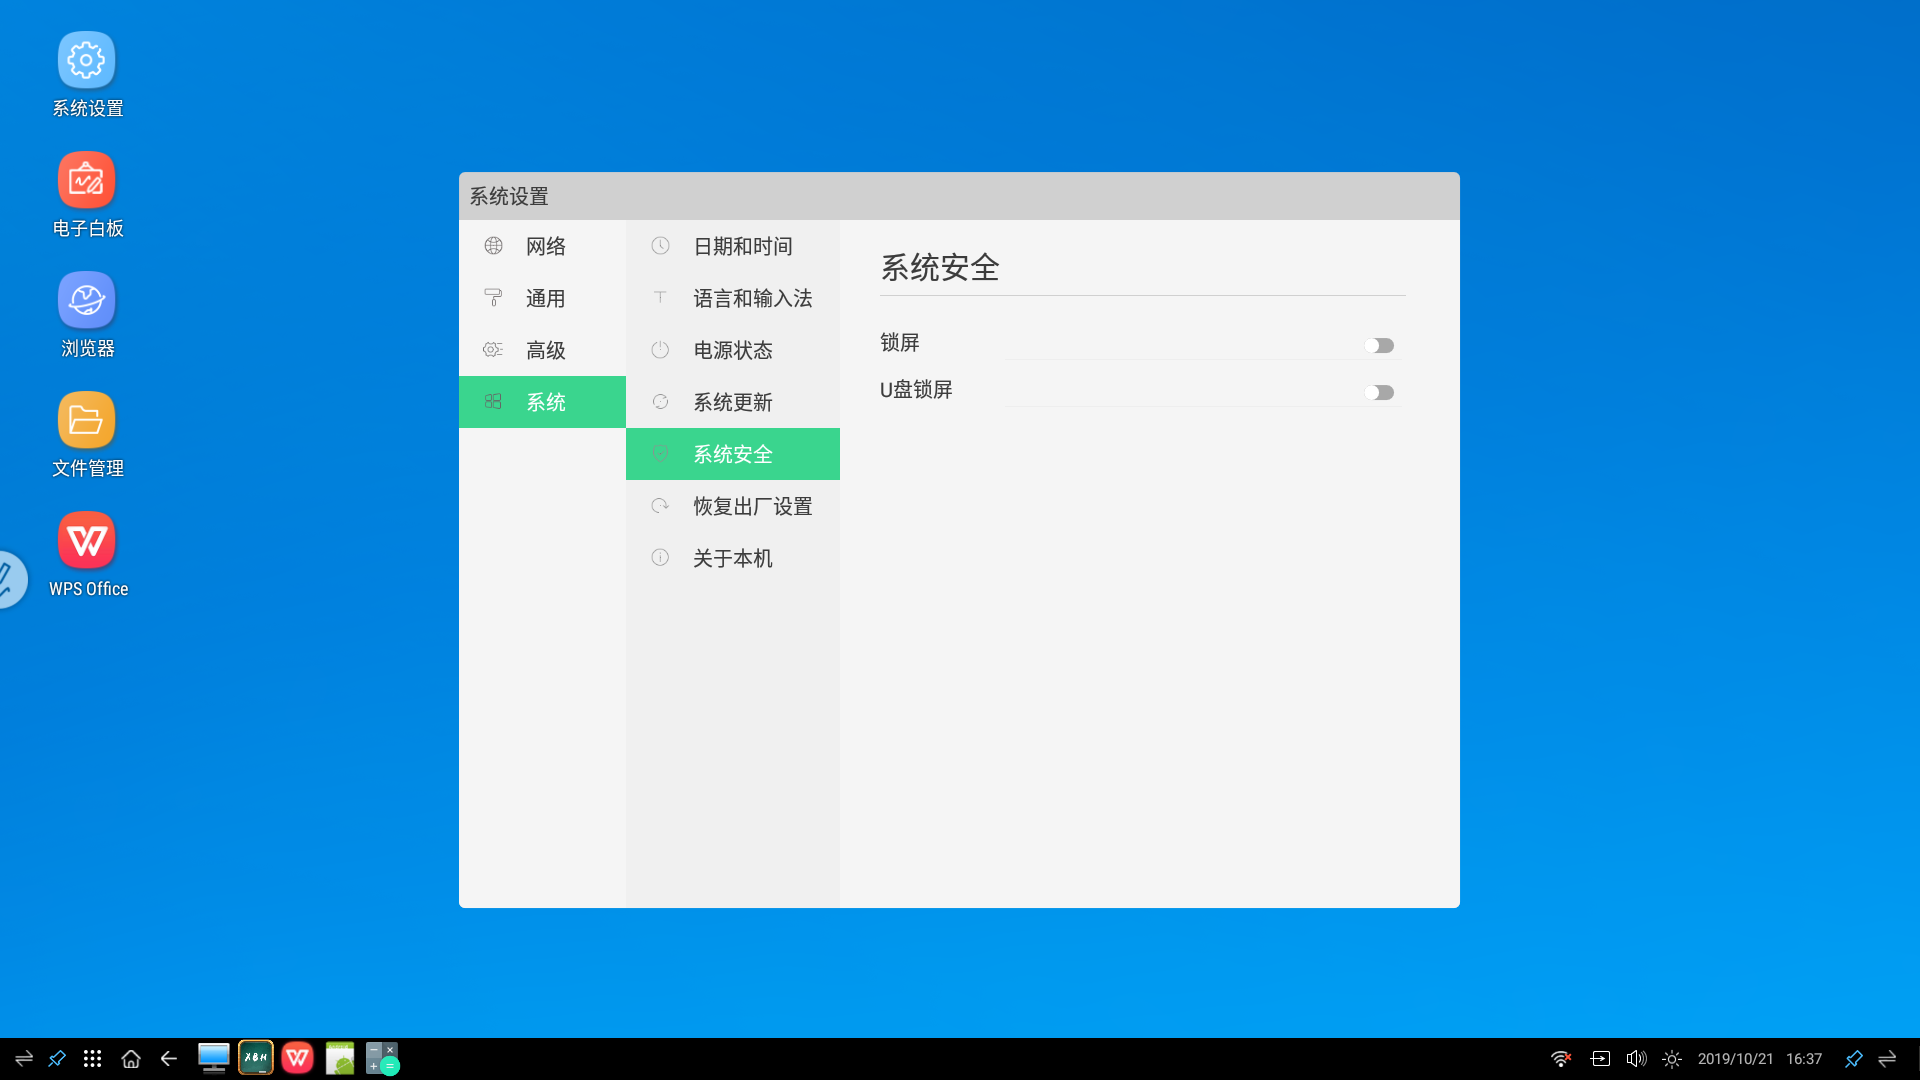 系统设置
电子白板
浏览器
文件管理
WPS Office
系统设置
网络
通用
高级
系统
日期和时间
语言和输入法
电源状态
系统更新
系统安全
恢复出厂设置
关于本机
系统安全
锁屏
U盘锁屏
XBH
2019/10/21 16:37